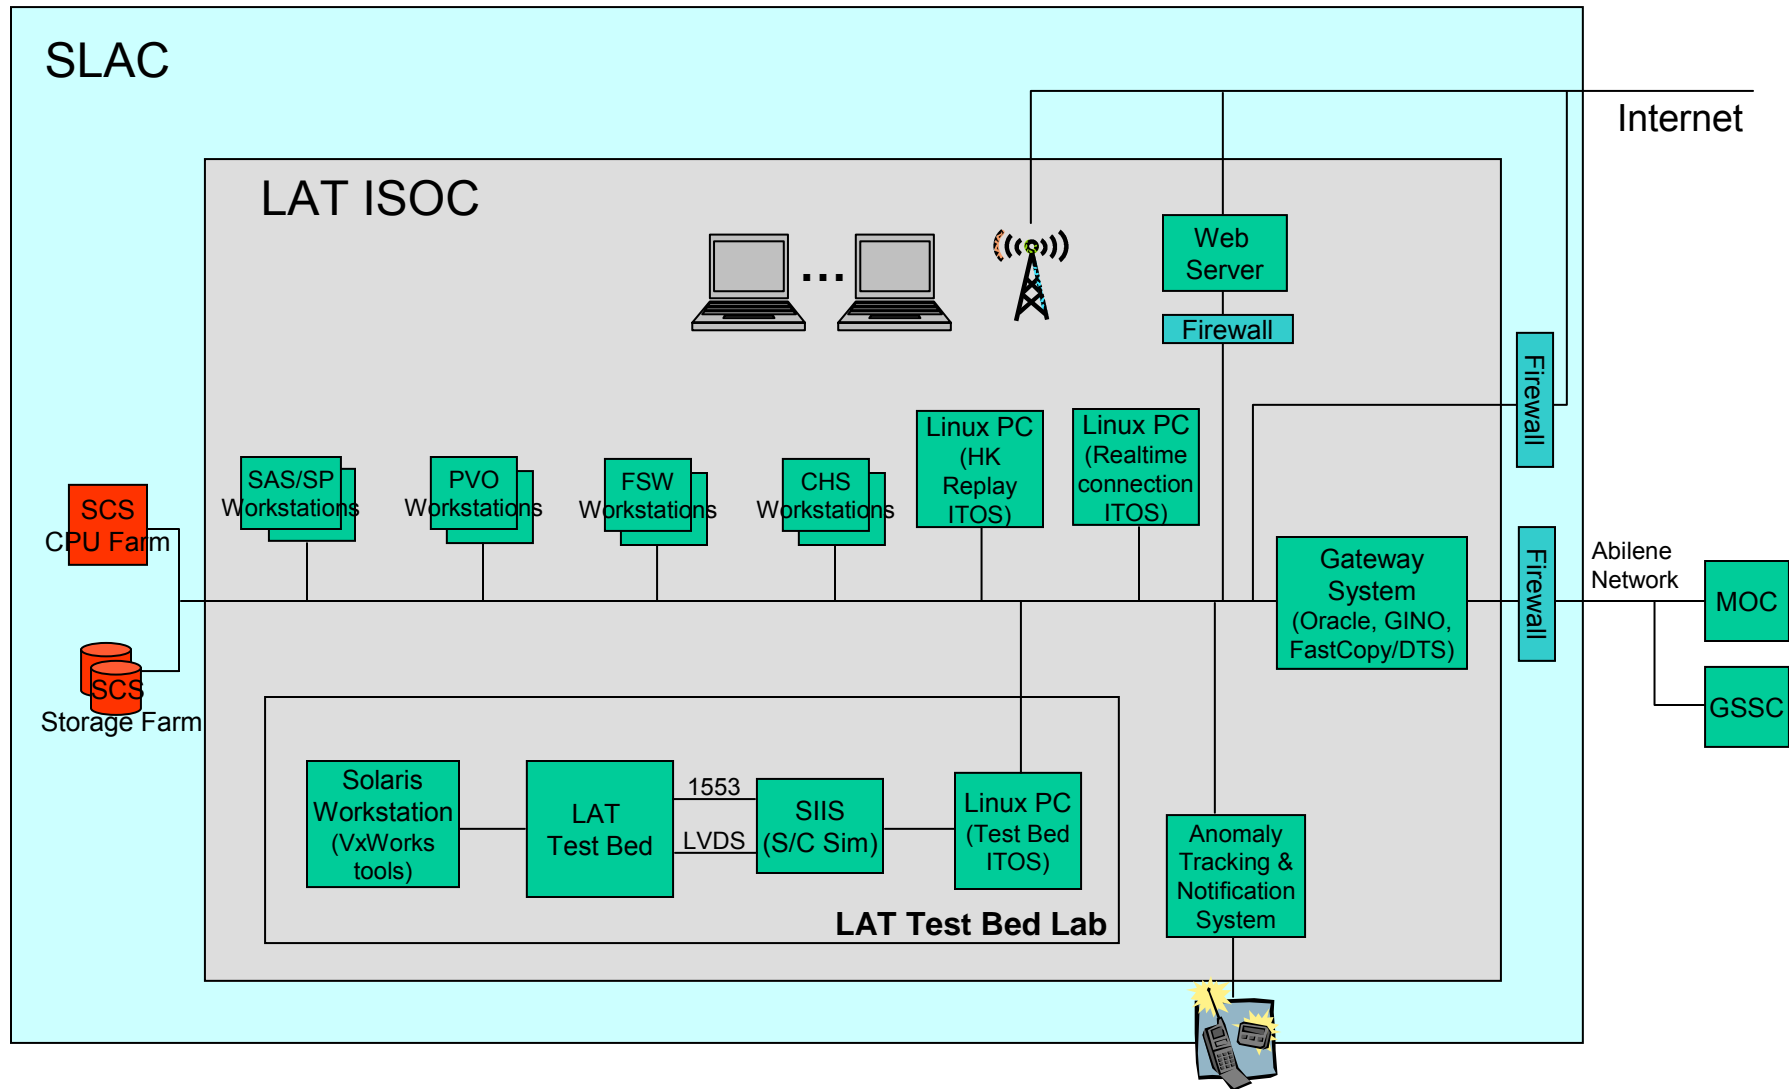 SLAC
Internet
LAT ISOC
...
Web
Server
Firewall
Firewall
Linux PC
(HK
Replay
ITOS)
Linux PC
(Realtime
connection
ITOS)
SAS/SP
Workstations
PVO
Workstations
FSW
Workstations
CHS
Workstations
SCS
CPU Farm
Gateway
System
(Oracle, GINO,
FastCopy/DTS)
Firewall
Abilene
Network
MOC
SCS
Storage Farm
GSSC
Solaris
Workstation
(VxWorks
tools)
LAT
Test Bed
1553
LVDS
SIIS
(S/C Sim)
Linux PC
(Test Bed
ITOS)
Anomaly
Tracking &
Notification
System
LAT Test Bed Lab